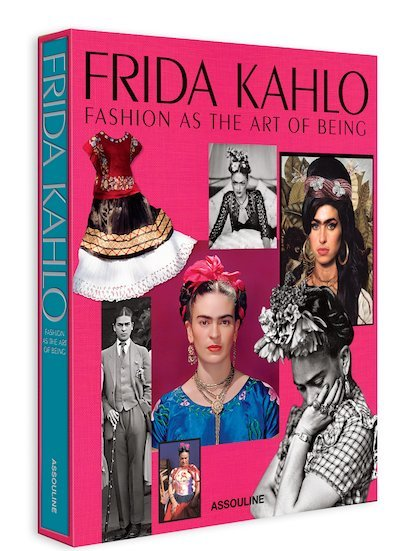 FRIDA KAHLO
FASHION AS THE ART OF BEING
ASSOULINE
FRIDA KAHLO
FASHION
AS THE ART
OF BEING
ASSOULINE